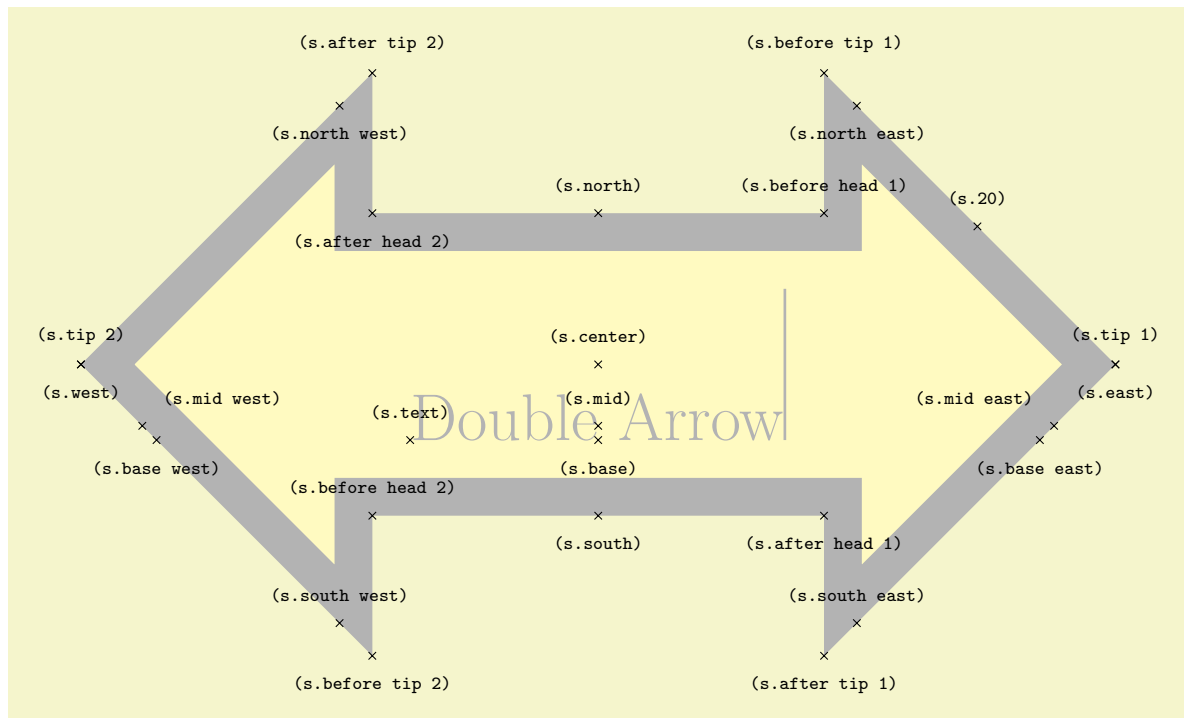 (s.after tip 2) (s.before tip 1)
(s.north west) (s.north east)
(s.north) (s.before head 1)
(s.20)
(s.after head 2)
(s.tip 2) (s.center) (s.tip 1)
(s.west) (s.mid west) (s.mid) (s.mid east) (s.east)
(s.text)
Double Arrow
(s.base west) (s.base) (s.base east)
(s.before head 2)
(s.south) (s.after head 1)
(s.south west) (s.south east)
(s.before tip 2) (s.after tip 1)